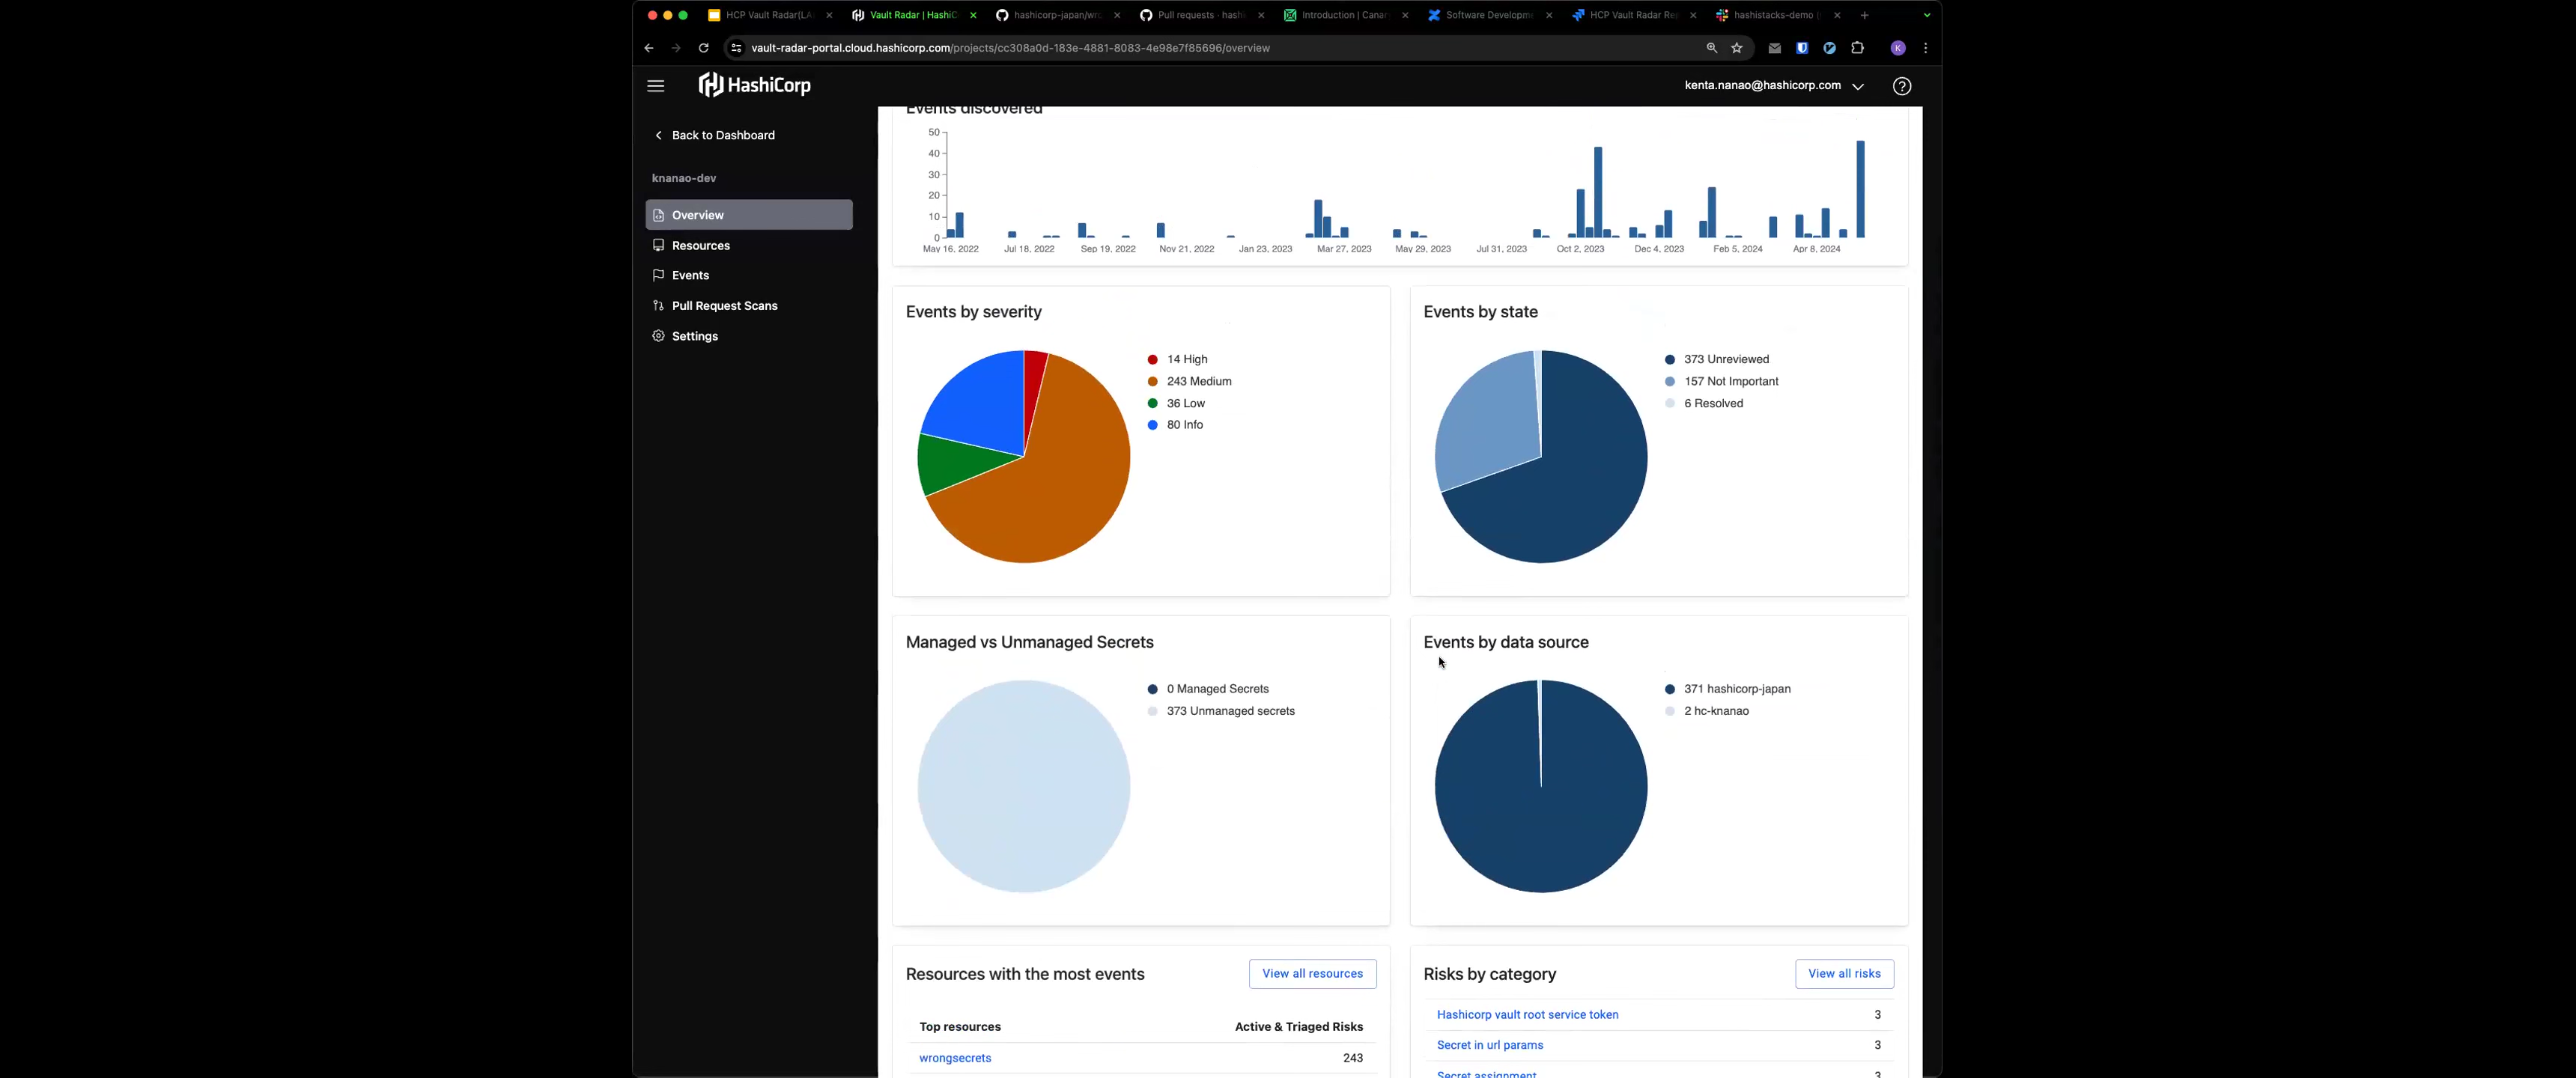 HCP Vault Radar(LA
Vault Radar | HashiC
hashicorp-japan/wro
Pull requests · hashi
Introduction | Canar
Software Developme
HCP Vault Radar Re
hashistacks-demo (
vault-radar-portal.cloud.hashicorp.com/projects/cc308a0d-183e-4881-8083-4e98e7f85696/overview
K
HashiCorp
kenta.nanao@hashicorp.com
Back to Dashboard
knanao-dev
Overview
Resources
Events
Pull Request Scans
Settings
Events discovered
50
40
30
20
10
0
May 16, 2022 Jul 18, 2022 Sep 19, 2022 Nov 21, 2022 Jan 23, 2023 Mar 27, 2023 May 29, 2023 Jul 31, 2023 Oct 2, 2023 Dec 4, 2023 Feb 5, 2024 Apr 8, 2024
Events by severity
14 High
243 Medium
36 Low
80 Info
Events by state
373 Unreviewed
157 Not Important
6 Resolved
Managed vs Unmanaged Secrets
0 Managed Secrets
373 Unmanaged secrets
Events by data source
371 hashicorp-japan
2 hc-knanao
Resources with the most events
View all resources
Top resources Active & Triaged Risks
wrongsecrets 243
Risks by category
View all risks
Hashicorp vault root service token 3
Secret in url params 3
Secret assignment 3